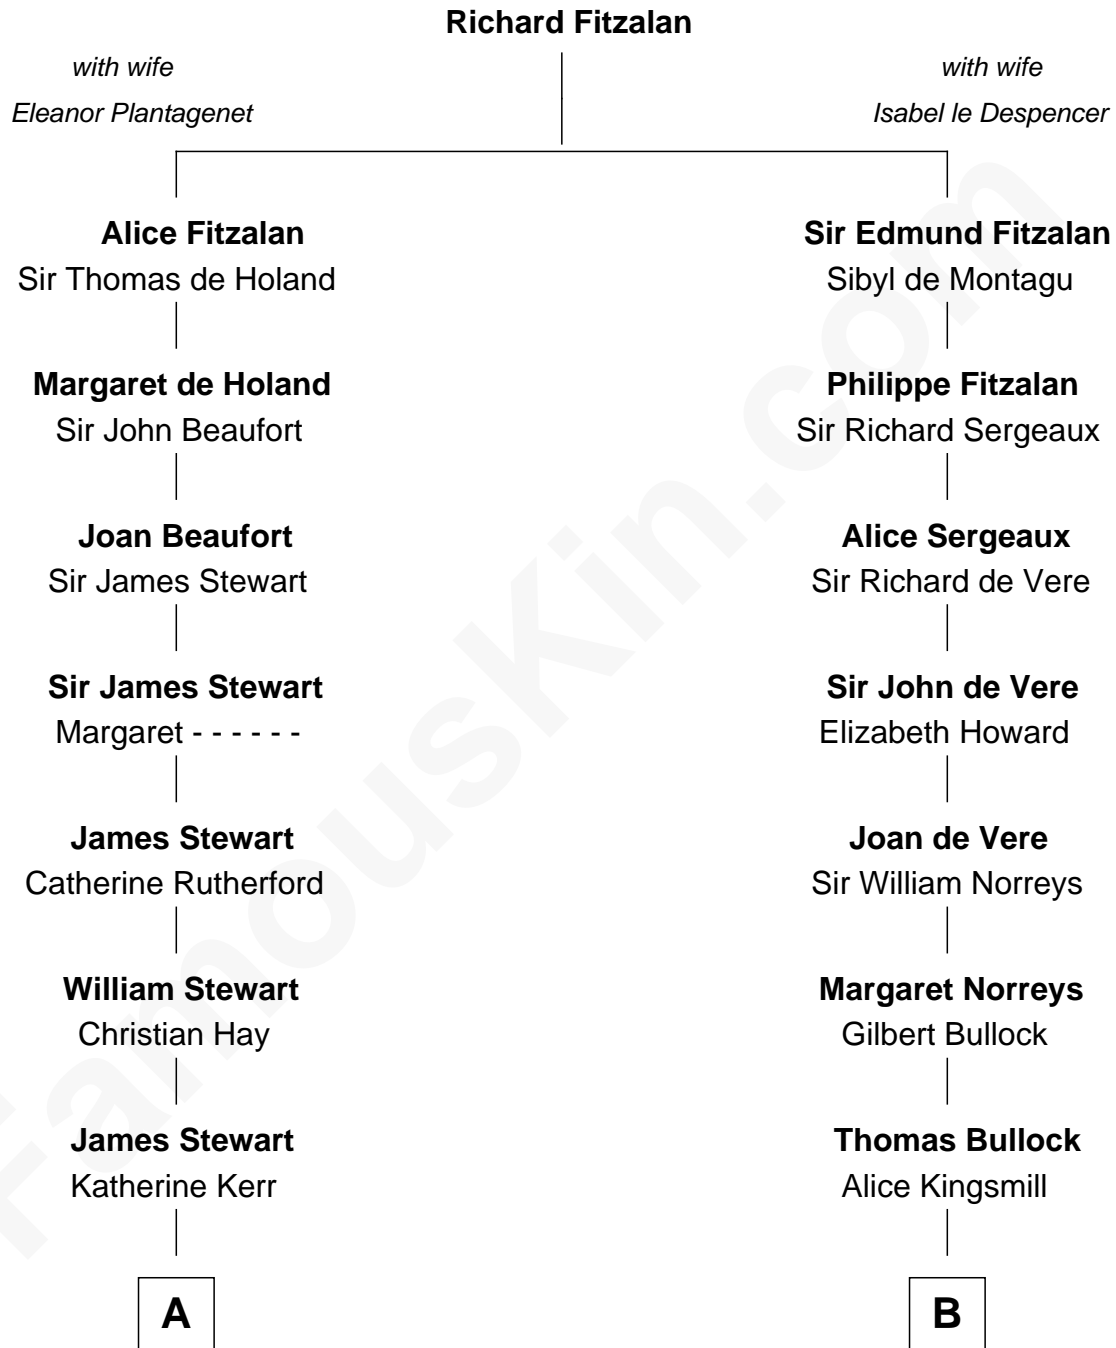 Richard Fitzalan
with wife
Eleanor Plantagenet
with wife
Isabel le Despencer
Alice Fitzalan
Sir Thomas de Holand
Sir Edmund Fitzalan
Sibyl de Montagu
Margaret de Holand
Sir John Beaufort
Philippe Fitzalan
Sir Richard Sergeaux
Joan Beaufort
Sir James Stewart
Alice Sergeaux
Sir Richard de Vere
Sir James Stewart
Margaret - - - - - -
Sir John de Vere
Elizabeth Howard
James Stewart
Catherine Rutherford
Joan de Vere
Sir William Norreys
William Stewart
Christian Hay
Margaret Norreys
Gilbert Bullock
James Stewart
Katherine Kerr
Thomas Bullock
Alice Kingsmill
A
B
FamousKin.com